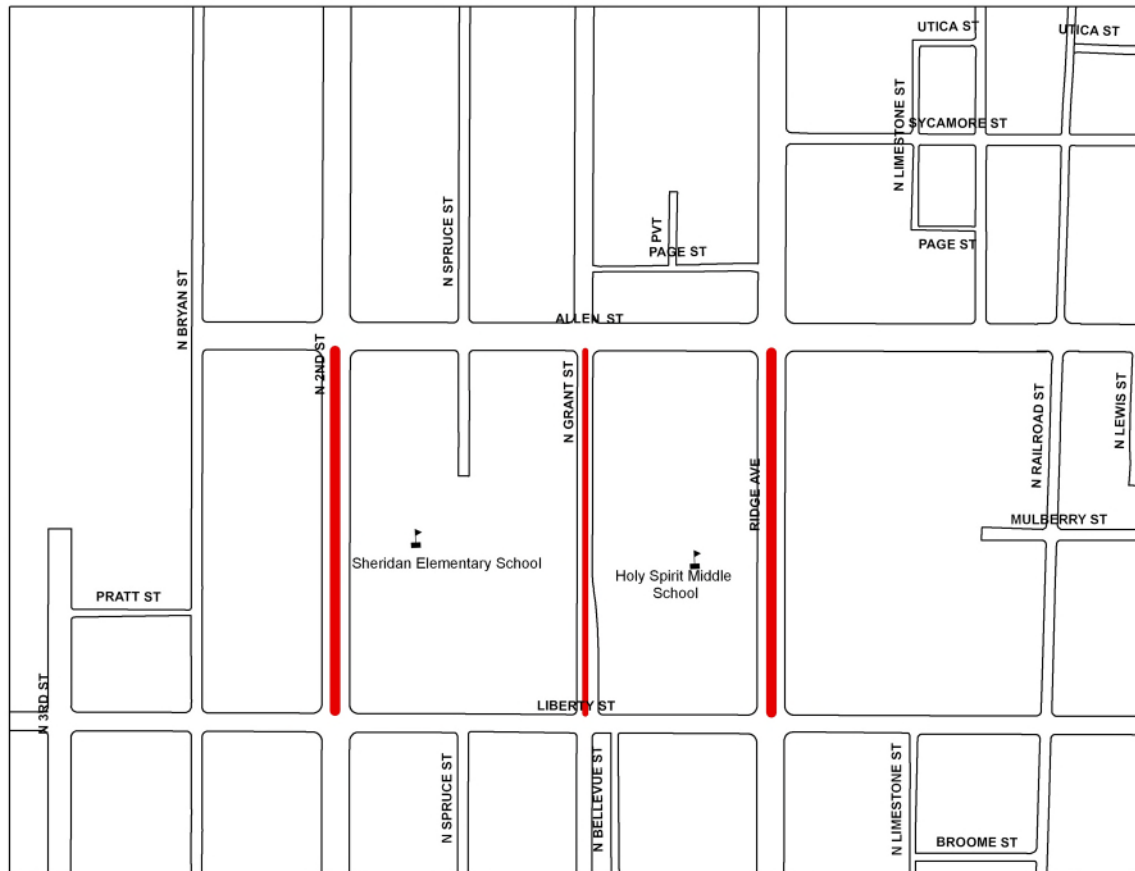 UTICA ST
UTICA ST
N LIMESTONE ST
SYCAMORE ST
N SPRUCE ST
PVT
PAGE ST
PAGE ST
N BRYAN ST
ALLEN ST
N 2ND ST
N GRANT ST
N RAILROAD ST
N LEWIS ST
RIDGE AVE
MULBERRY ST
Sheridan Elementary School
Holy Spirit Middle
School
PRATT ST
N 3RD ST
LIBERTY ST
N SPRUCE ST
N BELLEVUE ST
N LIMESTONE ST
BROOME ST